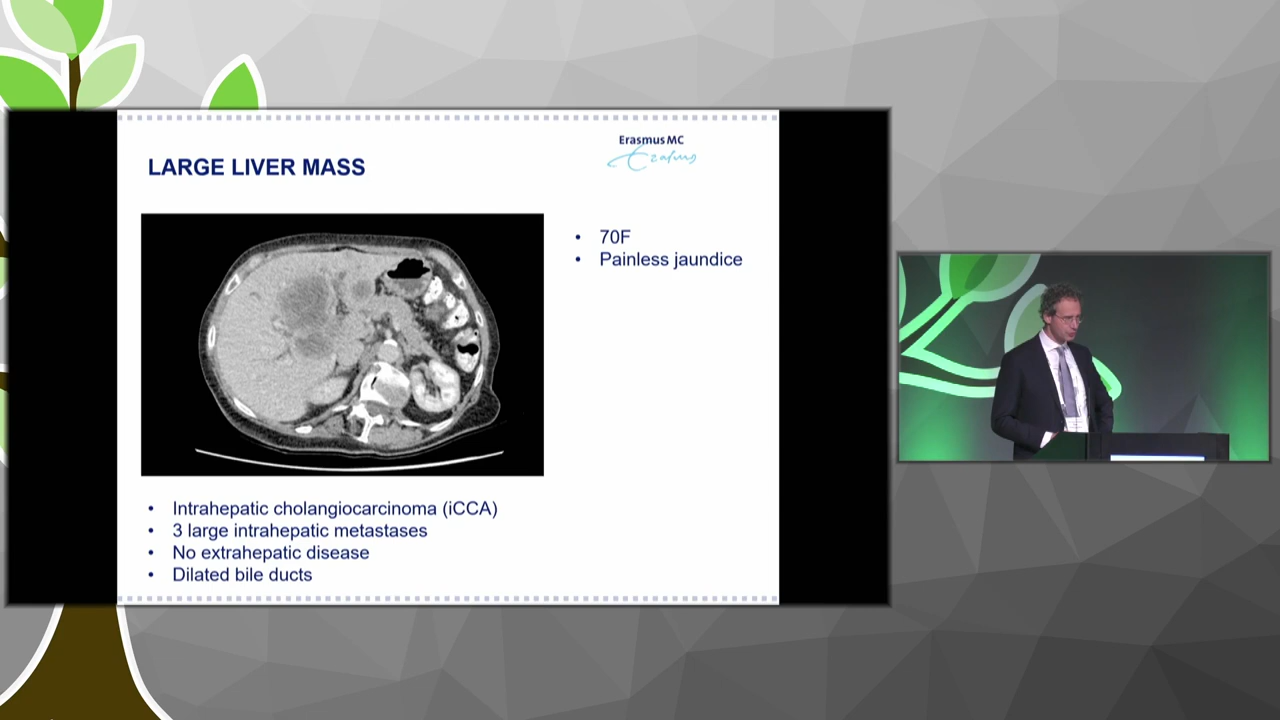 Erasmus MC
Erasmus
LARGE LIVER MASS
• 70F
• Painless jaundice
• Intrahepatic cholangiocarcinoma (iCCA)
• 3 large intrahepatic metastases
• No extrahepatic disease
• Dilated bile ducts